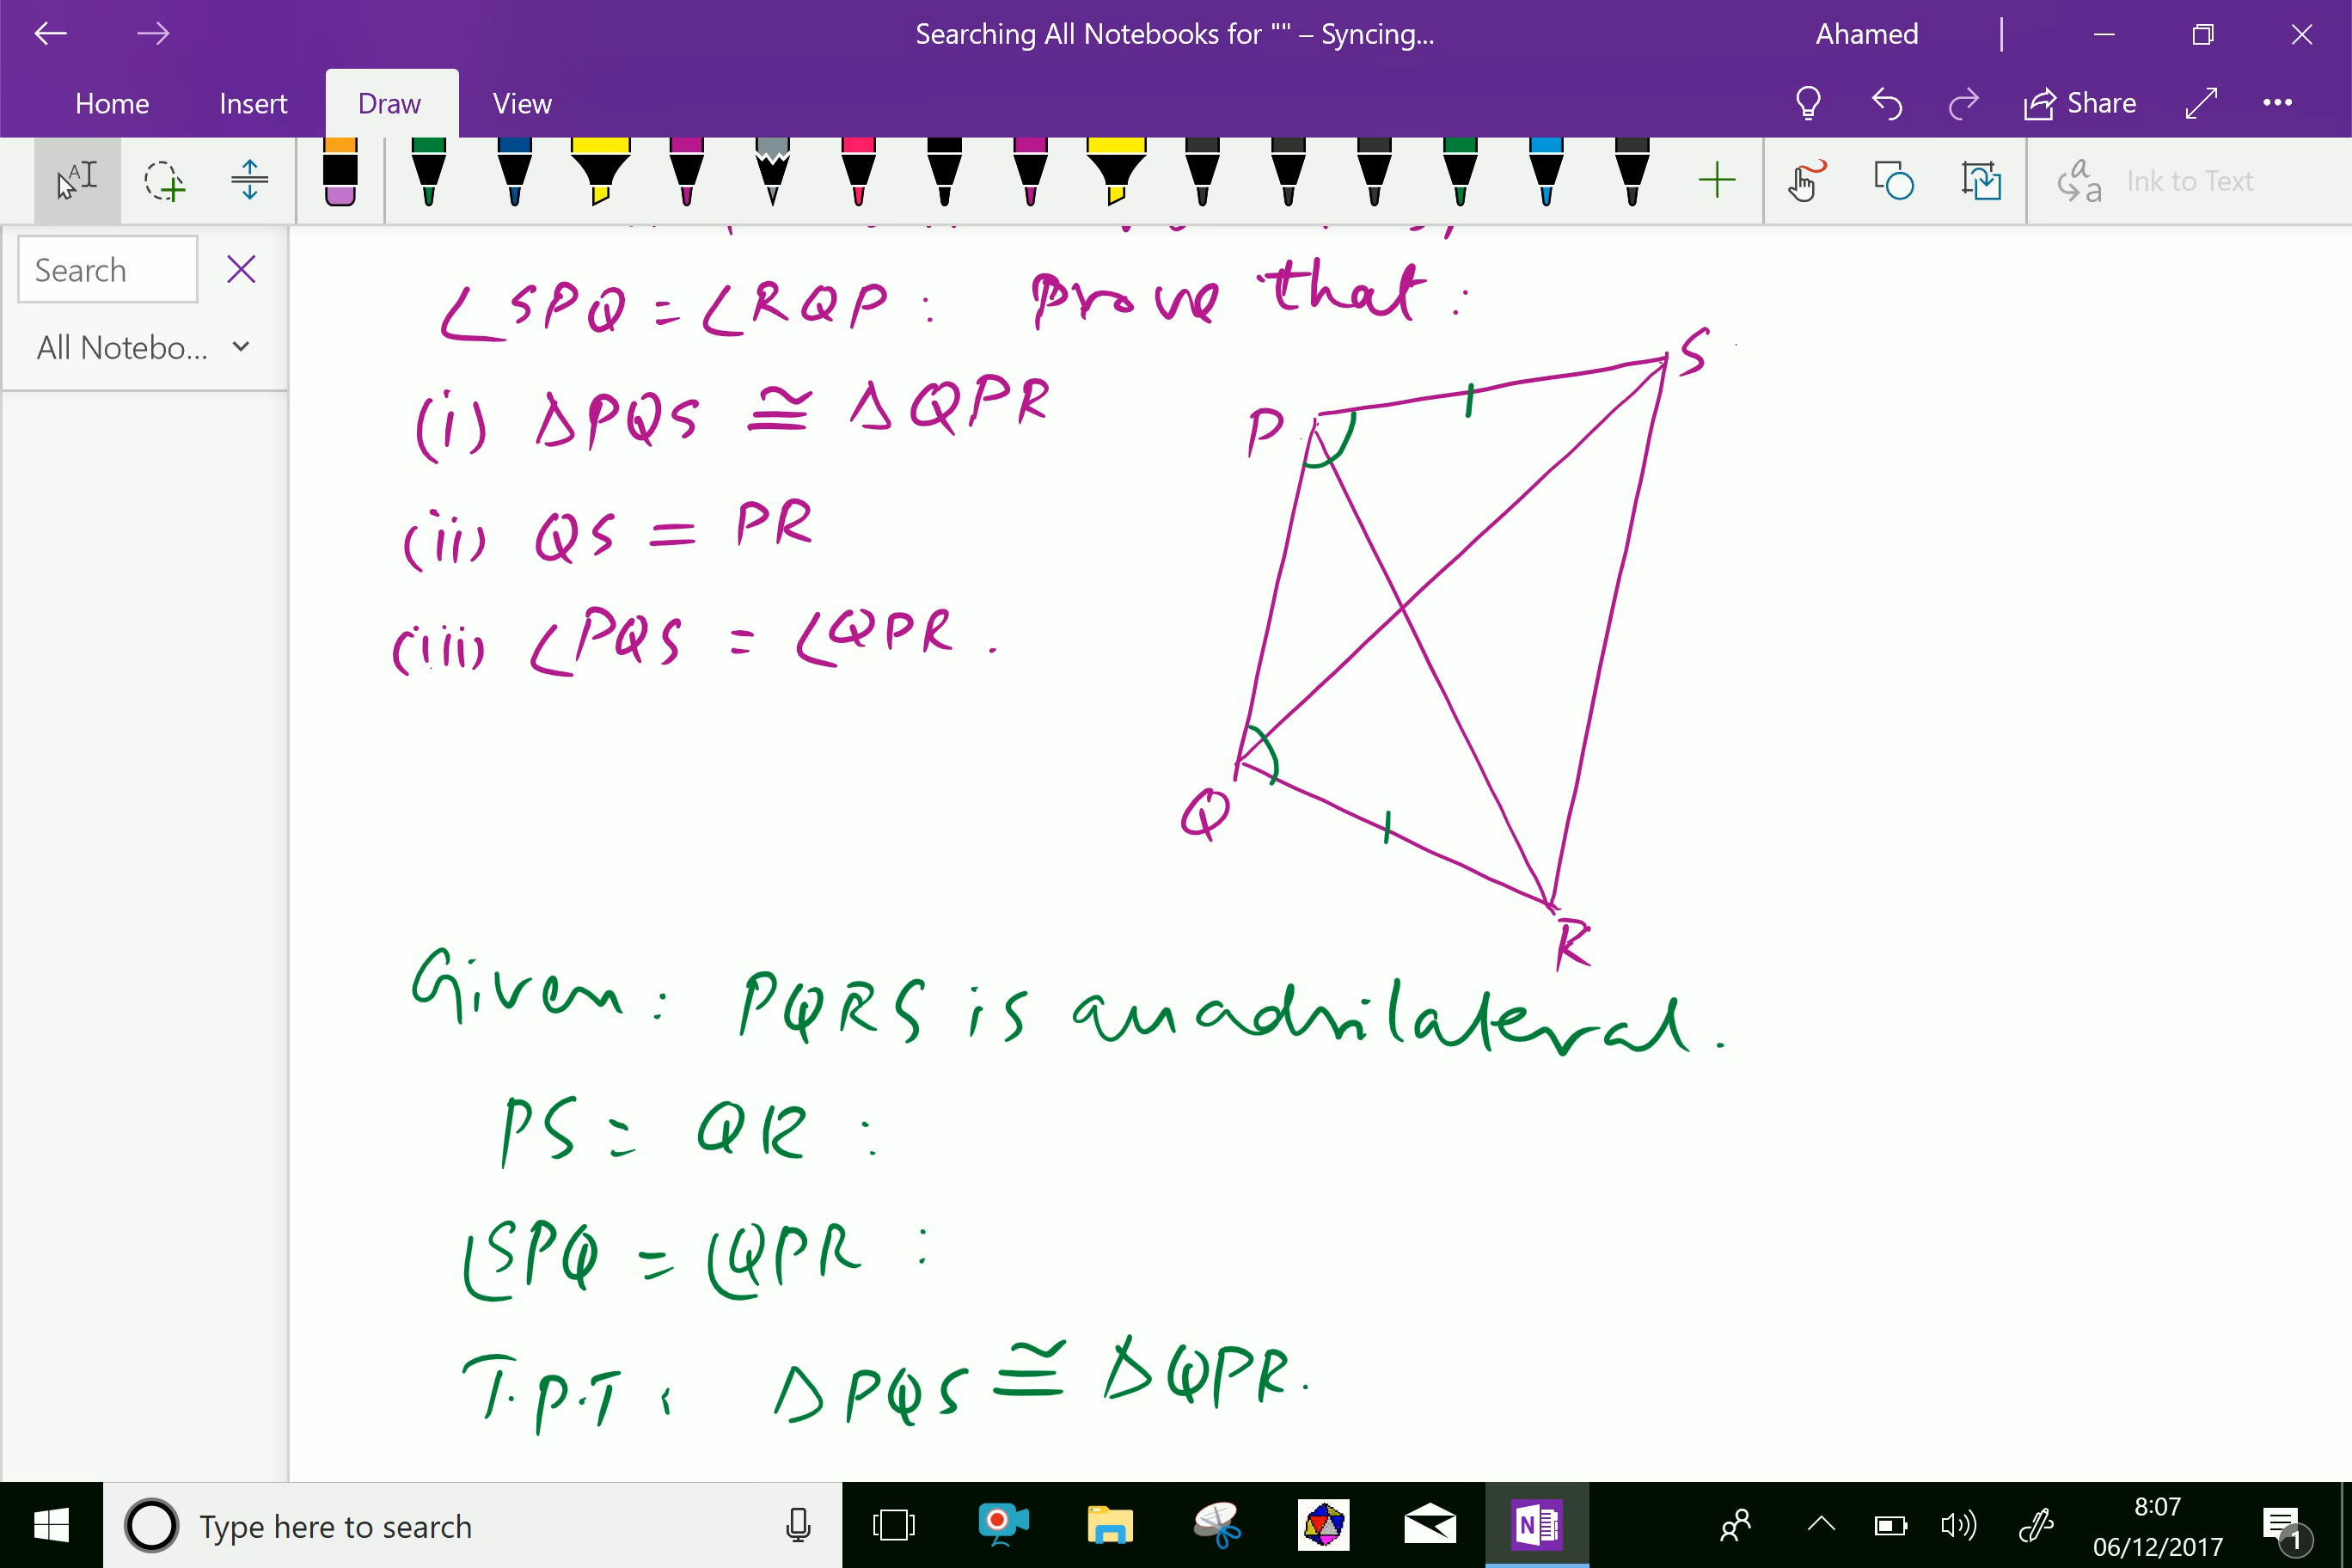 Searching All Notebooks for "" – Syncing...
Ahamed
Home Insert Draw View
Share
Ink to Text
Search
All Notebo...
∠SPQ = ∠RQP : Prove that :
(i) ΔPQS ≅ ΔQPR
(ii) QS = PR
(iii) ∠PQS = ∠QPR .
S
P
Q
R
Given : PQRS is quadrilateral .
PS = QR :
∠SPQ = ∠QPR :
T.P.T : ΔPQS ≅ ΔQPR .
Type here to search
N
8:07
06/12/2017
1